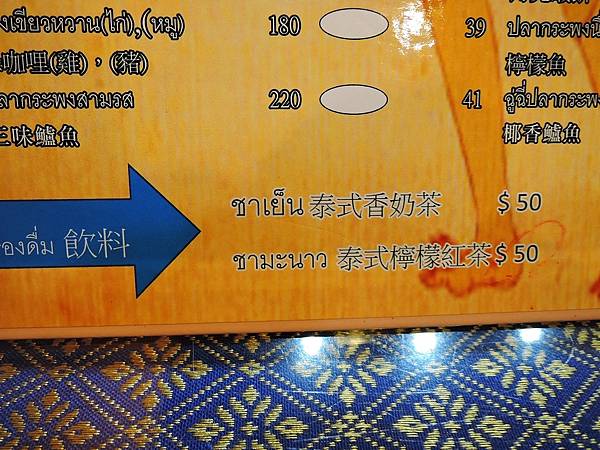 งเขียวหวาน(ไก่),(หมู) 180
咖哩(雞),(豬)
ลากระพงสามรส 220
三味鱸魚
39 ปลากระพงนึ่
檸檬魚
41 ฉู่ฉี่ปลากระพง
椰香鱸魚
องดื่ม 飲料
ชาเย็น 泰式香奶茶 $ 50
ชามะนาว 泰式檸檬紅茶 $ 50